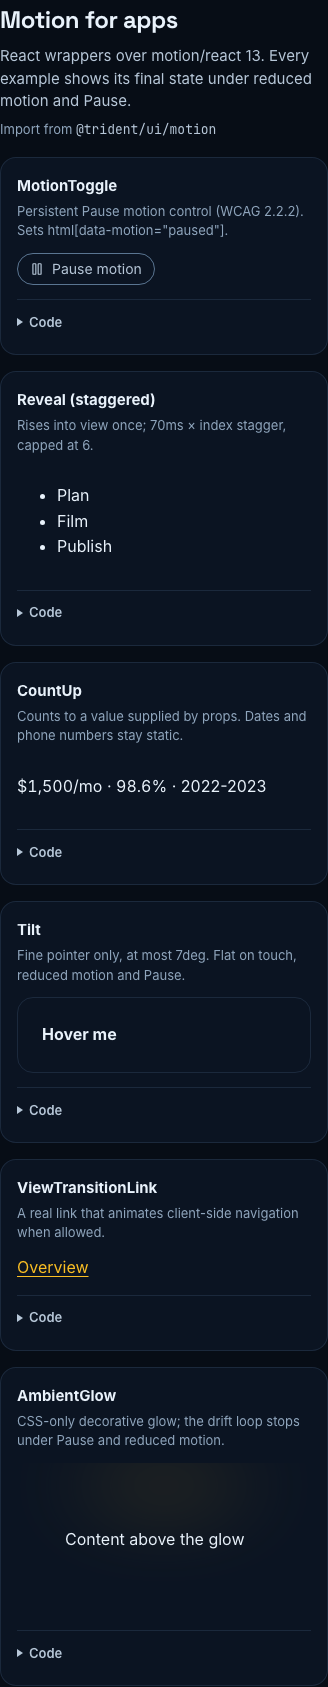 Motion for apps
React wrappers over motion/react 13. Every
example shows its final state under reduced
motion and Pause.
Import from @trident/ui/motion
MotionToggle
Persistent Pause motion control (WCAG 2.2.2).
Sets html[data-motion="paused"].
Pause motion
Code
Reveal (staggered)
Rises into view once; 70ms × index stagger,
capped at 6.
• Plan
• Film
• Publish
Code
CountUp
Counts to a value supplied by props. Dates and
phone numbers stay static.
$1,500/mo · 98.6% · 2022-2023
Code
Tilt
Fine pointer only, at most 7deg. Flat on touch,
reduced motion and Pause.
Hover me
Code
ViewTransitionLink
A real link that animates client-side navigation
when allowed.
Overview
Code
AmbientGlow
CSS-only decorative glow; the drift loop stops
under Pause and reduced motion.
Content above the glow
Code